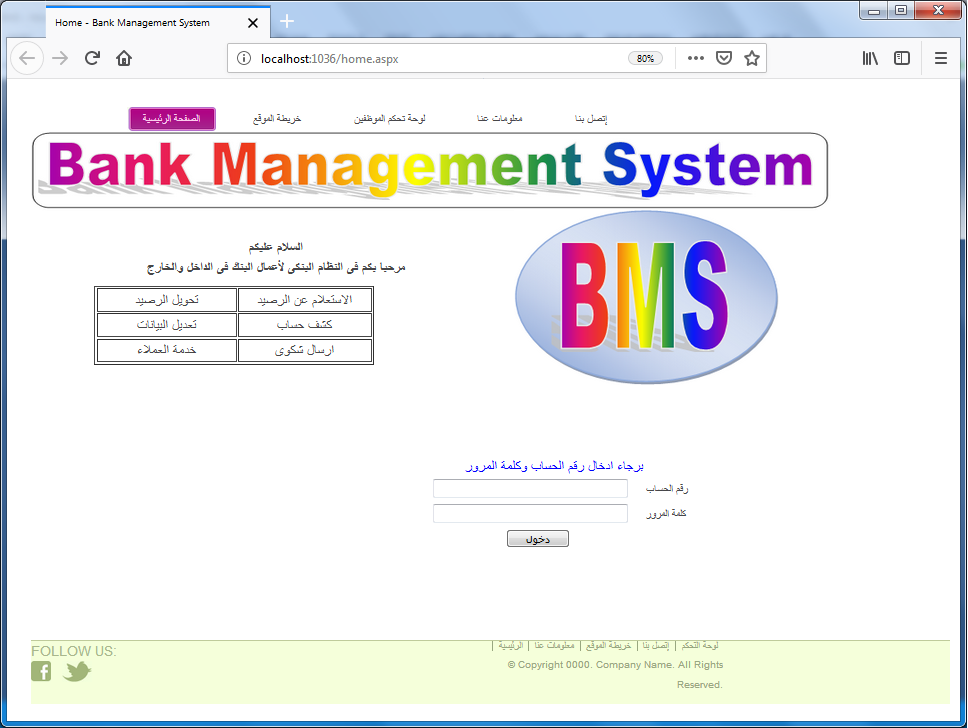 Home - Bank Management System
localhost:1036/home.aspx
80%
الصفحة الرئيسية
خريطة الموقع
لوحة تحكم الموظفين
معلومات عنا
إتصل بنا
Bank Management System
BMS
السلام عليكم
مرحبا بكم فى النظام البنكى لأعمال البنك فى الداخل والخارج
الاستعلام عن الرصيد
تحويل الرصيد
كشف حساب
تعديل البيانات
ارسال شكوى
خدمة العملاء
برجاء ادخال رقم الحساب وكلمة المرور
رقم الحساب
كلمة المرور
دخول
FOLLOW US:
لوحة التحكم | إتصل بنا | خريطة الموقع | معلومات عنا | الرئيسية |
© Copyright 0000. Company Name. All Rights
Reserved.